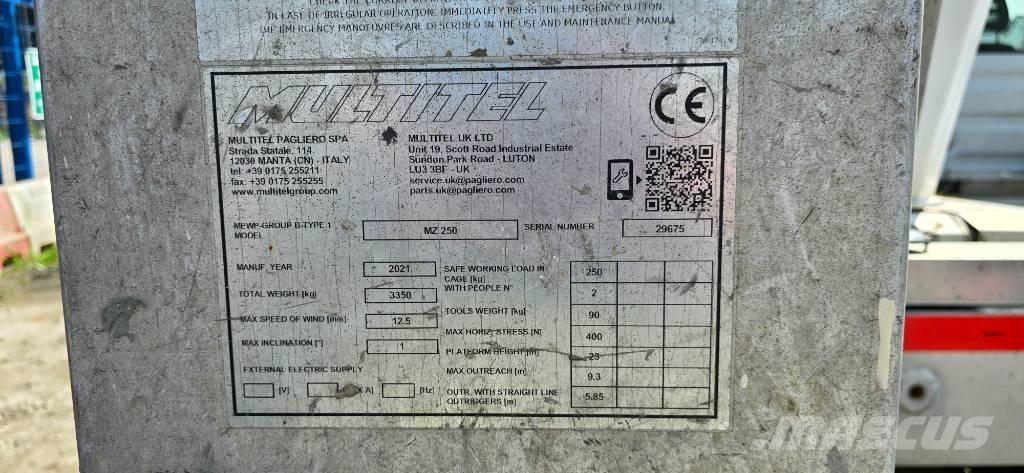 IN CASE OF IRREGULAR OPERATION, IMMEDIATELY PRESS THE EMERGENCY BUTTON.
THE EMERGENCY MANOEUVRES ARE DESCRIBED IN THE USE AND MAINTENANCE MANUAL
MULTITEL
CE
MULTITEL PAGLIERO SPA
Strada Statale, 114
12030 MANTA (CN) - ITALY
tel: +39 0175 255211
fax: +39 0175 255255
www.multitelgroup.com
MULTITEL UK LTD
Unit 19, Scott Road Industrial Estate
Sundon Park Road - LUTON
LU3 3BF - UK
service.uk@pagliero.com
parts.uk@pagliero.com
MEWP-GROUP B-TYPE 1
MODEL
MZ 250
SERIAL NUMBER
29675
MANUF. YEAR
2021
TOTAL WEIGHT [kg]
3350
MAX SPEED OF WIND [m/s]
12.5
MAX INCLINATION [°]
1
EXTERNAL ELECTRIC SUPPLY
[V]
X A]
[Hz]
SAFE WORKING LOAD IN
CAGE [kg]
250
WITH PEOPLE N°
2
TOOLS WEIGHT [kg]
90
MAX HORIZ. STRESS [N]
400
PLATFORM HEIGHT [m]
23
MAX OUTREACH [m]
9.3
OUTR. WITH STRAIGHT LINE
OUTRIGGERS [m]
5.85
MASCUS